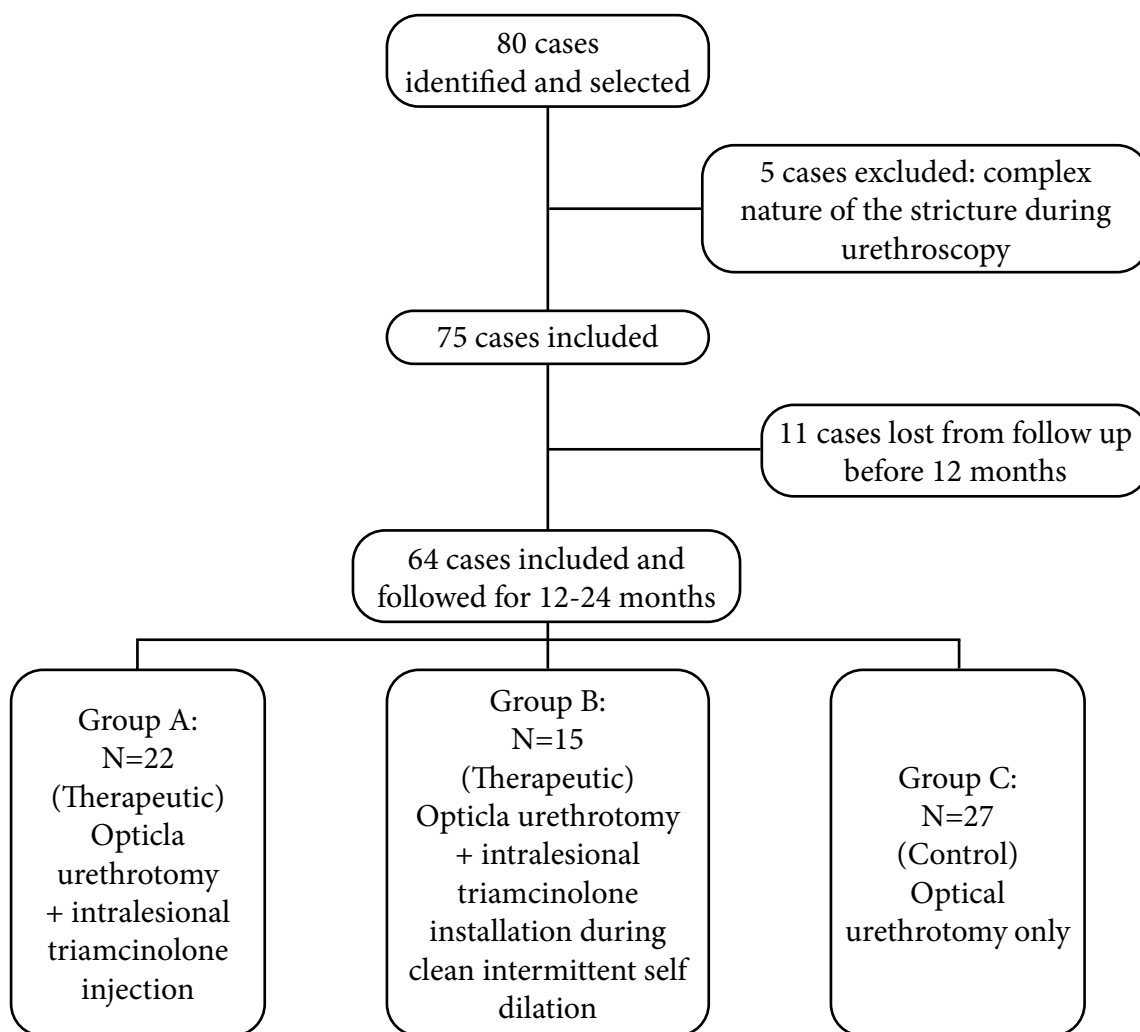 80 cases
identified and selected
5 cases excluded: complex
nature of the stricture during
urethroscopy
75 cases included
11 cases lost from follow up
before 12 months
64 cases included and
followed for 12-24 months
Group A:
N=22
(Therapeutic)
Opticla
urethrotomy
+ intralesional
triamcinolone
injection
Group B:
N=15
(Therapeutic)
Opticla urethrotomy
+ intralesional
triamcinolone
installation during
clean intermittent self
dilation
Group C:
N=27
(Control)
Optical
urethrotomy only